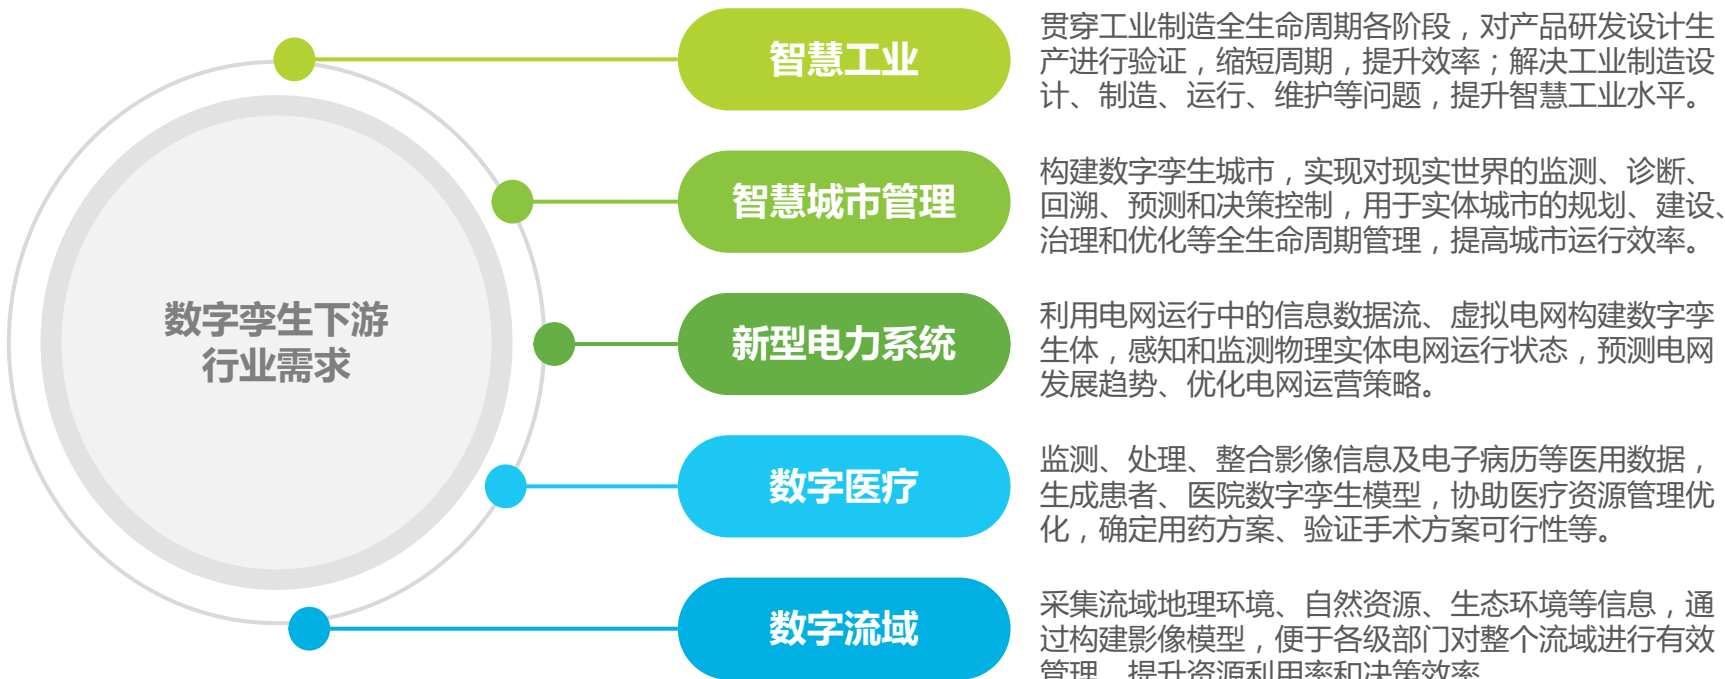 数字孪生下游
行业需求
智慧工业
贯穿工业制造全生命周期各阶段，对产品研发设计生
产进行验证，缩短周期，提升效率；解决工业制造设
计、制造、运行、维护等问题，提升智慧工业水平。
智慧城市管理
构建数字孪生城市，实现对现实世界的监测、诊断、
回溯、预测和决策控制，用于实体城市的规划、建设、
治理和优化等全生命周期管理，提高城市运行效率。
新型电力系统
利用电网运行中的信息数据流、虚拟电网构建数字孪
生体，感知和监测物理实体电网运行状态，预测电网
发展趋势、优化电网运营策略。
数字医疗
监测、处理、整合影像信息及电子病历等医用数据，
生成患者、医院数字孪生模型，协助医疗资源管理优
化，确定用药方案、验证手术方案可行性等。
数字流域
采集流域地理环境、自然资源、生态环境等信息，通
过构建影像模型，便于各级部门对整个流域进行有效
管理，提升资源利用率和决策效率